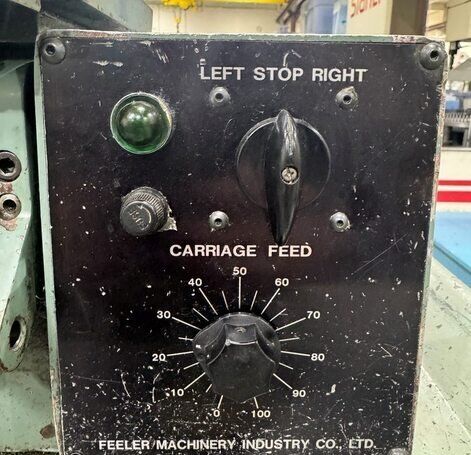 LEFT STOP RIGHT
CARRIAGE FEED
50
40 60
30 70
20 80
10 90
0 100
FEELER MACHINERY INDUSTRY CO., LTD.